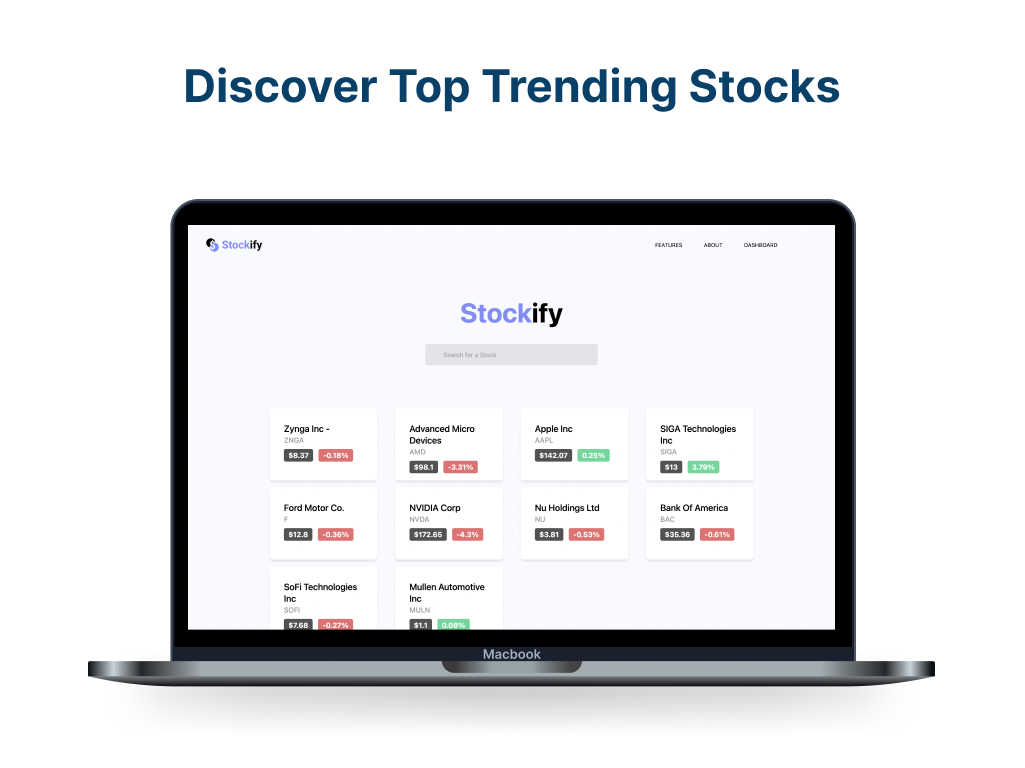 Discover Top Trending Stocks
Stockify
FEATURES ABOUT DASHBOARD
Stockify
Search for a Stock
Zynga Inc -
ZNGA
$8.37 -0.18%
Advanced Micro
Devices
AMD
$98.1 -3.31%
Apple Inc
AAPL
$142.07 0.25%
SIGA Technologies
Inc
SIGA
$13 3.79%
Ford Motor Co.
F
$12.8 -0.36%
NVIDIA Corp
NVDA
$172.65 -4.3%
Nu Holdings Ltd
NU
$3.81 -0.53%
Bank Of America
BAC
$35.36 -0.61%
SoFi Technologies
Inc
SOFI
$7.68 -0.27%
Mullen Automotive
Inc
MULN
$1.1 0.08%
Macbook